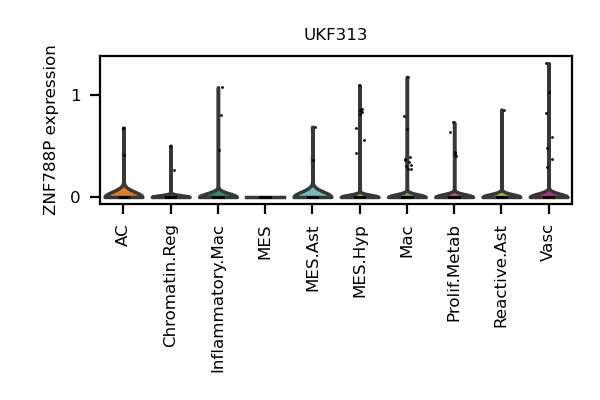 UKF313
ZNF788P expression
1
0
AC
Chromatin.Reg
Inflammatory.Mac
MES
MES.Ast
MES.Hyp
Mac
Prolif.Metab
Reactive.Ast
Vasc